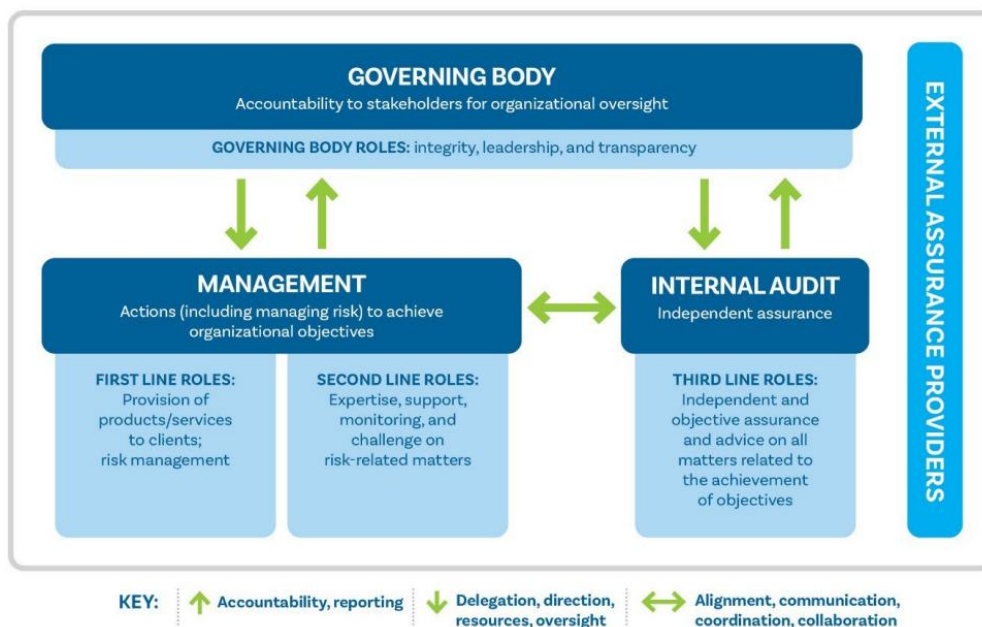 GOVERNING BODY
Accountability to stakeholders for organizational oversight
GOVERNING BODY ROLES: integrity, leadership, and transparency
MANAGEMENT
Actions (including managing risk) to achieve
organizational objectives
INTERNAL AUDIT
Independent assurance
FIRST LINE ROLES:
Provision of
products/services
to clients;
risk management
SECOND LINE ROLES:
Expertise, support,
monitoring, and
challenge on
risk-related matters
THIRD LINE ROLES:
Independent and
objective assurance
and advice on all
matters related to
the achievement
of objectives
EXTERNAL ASSURANCE PROVIDERS
KEY:
Accountability, reporting
Delegation, direction,
resources, oversight
Alignment, communication,
coordination, collaboration